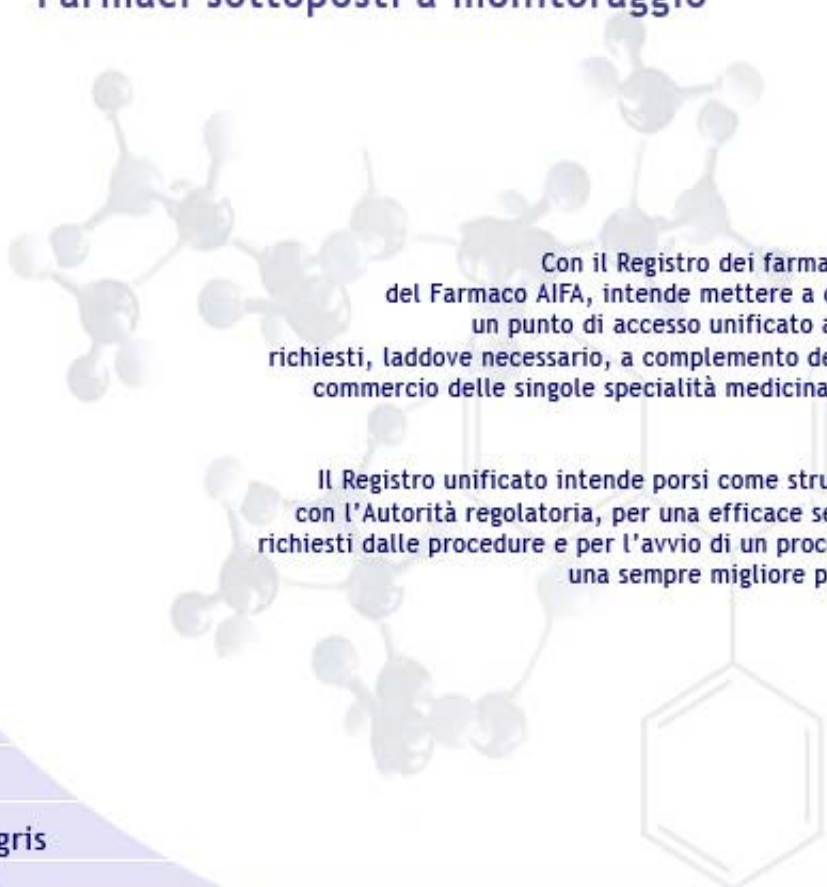 Farmaci sottoposti a monitoraggio
Con il Registro dei farma
del Farmaco AIFA, intende mettere a
un punto di accesso unificato a
richiesti, laddove necessario, a complemento de
commercio delle singole specialità medicina
Il Registro unificato intende porsi come stru
con l'Autorità regolatoria, per una efficace se
richiesti dalle procedure e per l'avvio di un proc
una sempre migliore p
gris